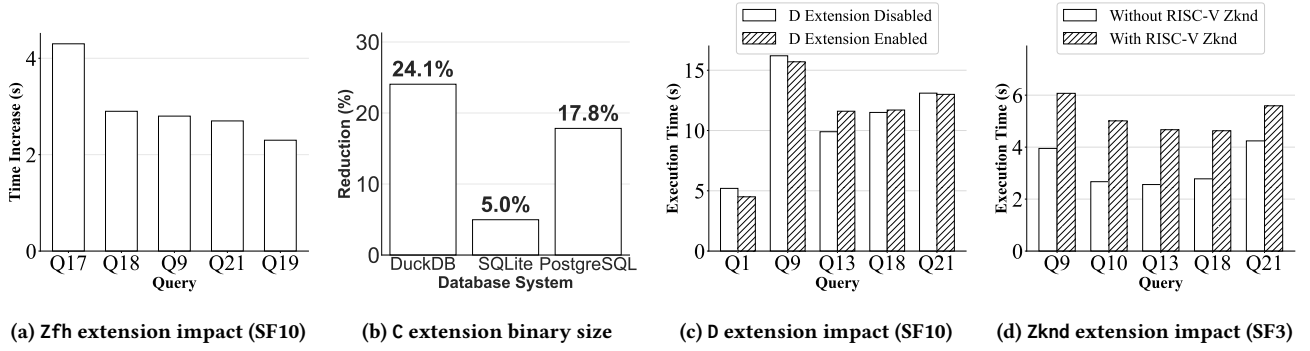 Time Increase (s)
4
2
0
Q17 Q18 Q9 Q21 Q19
Query
(a) Zfh extension impact (SF10)
Reduction (%)
30
20
10
0
24.1%
5.0%
17.8%
DuckDB SQLite PostgreSQL
Database System
(b) C extension binary size
D Extension Disabled
D Extension Enabled
Execution Time (s)
15
10
5
0
Q1 Q9 Q13 Q18 Q21
Query
(c) D extension impact (SF10)
Without RISC-V Zknd
With RISC-V Zknd
Execution Time (s)
6
4
2
0
Q9 Q10 Q13 Q18 Q21
Query
(d) Zknd extension impact (SF3)